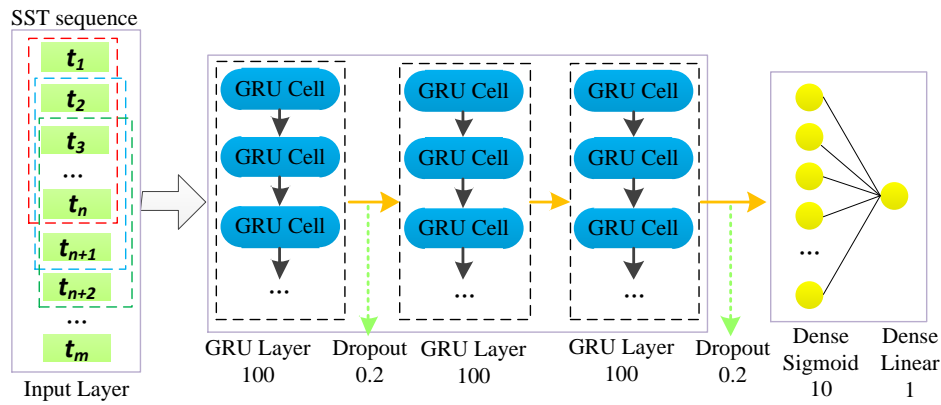 SST sequence
t1
t2
t3
...
tn
tn+1
tn+2
...
tm
Input Layer
GRU Cell
GRU Cell
GRU Cell
...
GRU Layer
100
Dropout
0.2
GRU Cell
GRU Cell
GRU Cell
...
GRU Layer
100
GRU Cell
GRU Cell
GRU Cell
...
GRU Layer
100
Dropout
0.2
...
Dense
Sigmoid
10
Dense
Linear
1